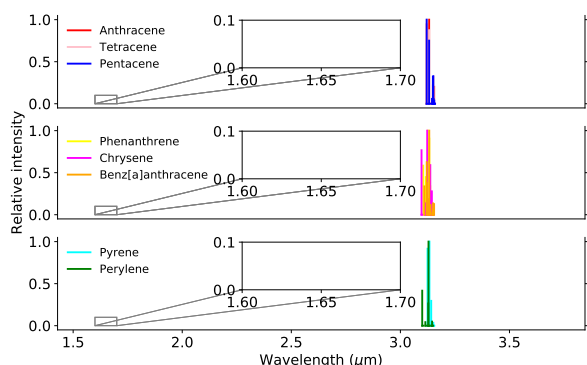 1.0
0.5
0.0
Anthracene
Tetracene
Pentacene
0.1
0.0
1.60
1.65
1.70
Relative intensity
1.0
0.5
0.0
Phenanthrene
Chrysene
Benz[a]anthracene
0.1
0.0
1.60
1.65
1.70
1.0
0.5
0.0
Pyrene
Perylene
0.1
0.0
1.60
1.65
1.70
1.5
2.0
2.5
3.0
3.5
Wavelength (μm)